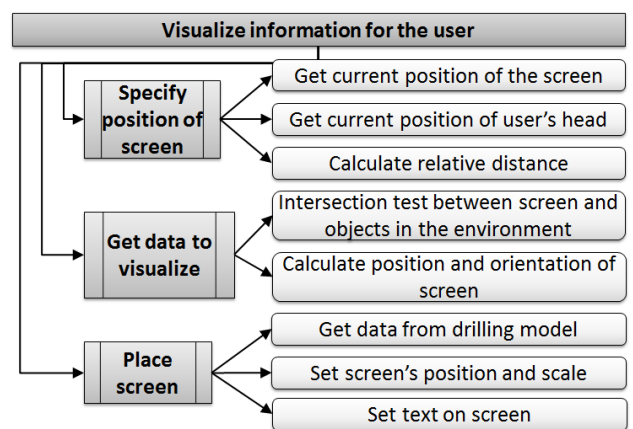 Visualize information for the user
Specify
position of
screen
Get current position of the screen
Get current position of user's head
Calculate relative distance
Get data to
visualize
Intersection test between screen and
objects in the environment
Calculate position and orientation of
screen
Place
screen
Get data from drilling model
Set screen's position and scale
Set text on screen